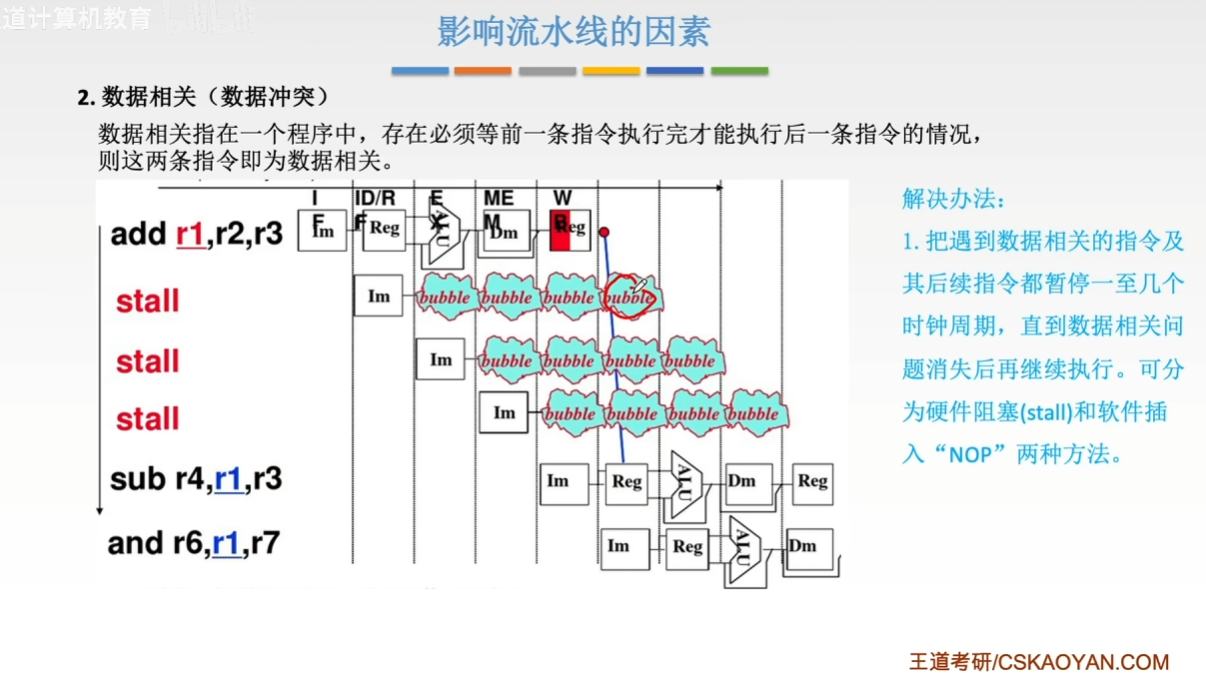 道计算机教育
影响流水线的因素
2. 数据相关（数据冲突）
数据相关指在一个程序中，存在必须等前一条指令执行完才能执行后一条指令的情况，
则这两条指令即为数据相关。
IF ID/RF EX MEM WB
add r1,r2,r3 Im Reg ALU Dm Reg
stall Im bubble bubble bubble bubble
stall Im bubble bubble bubble bubble
stall Im bubble bubble bubble bubble
sub r4,r1,r3 Im Reg ALU Dm Reg
and r6,r1,r7 Im Reg ALU Dm
解决办法：
1. 把遇到数据相关的指令及
其后续指令都暂停一至几个
时钟周期，直到数据相关问
题消失后再继续执行。可分
为硬件阻塞(stall)和软件插
入“NOP”两种方法。
王道考研/CSKAOYAN.COM